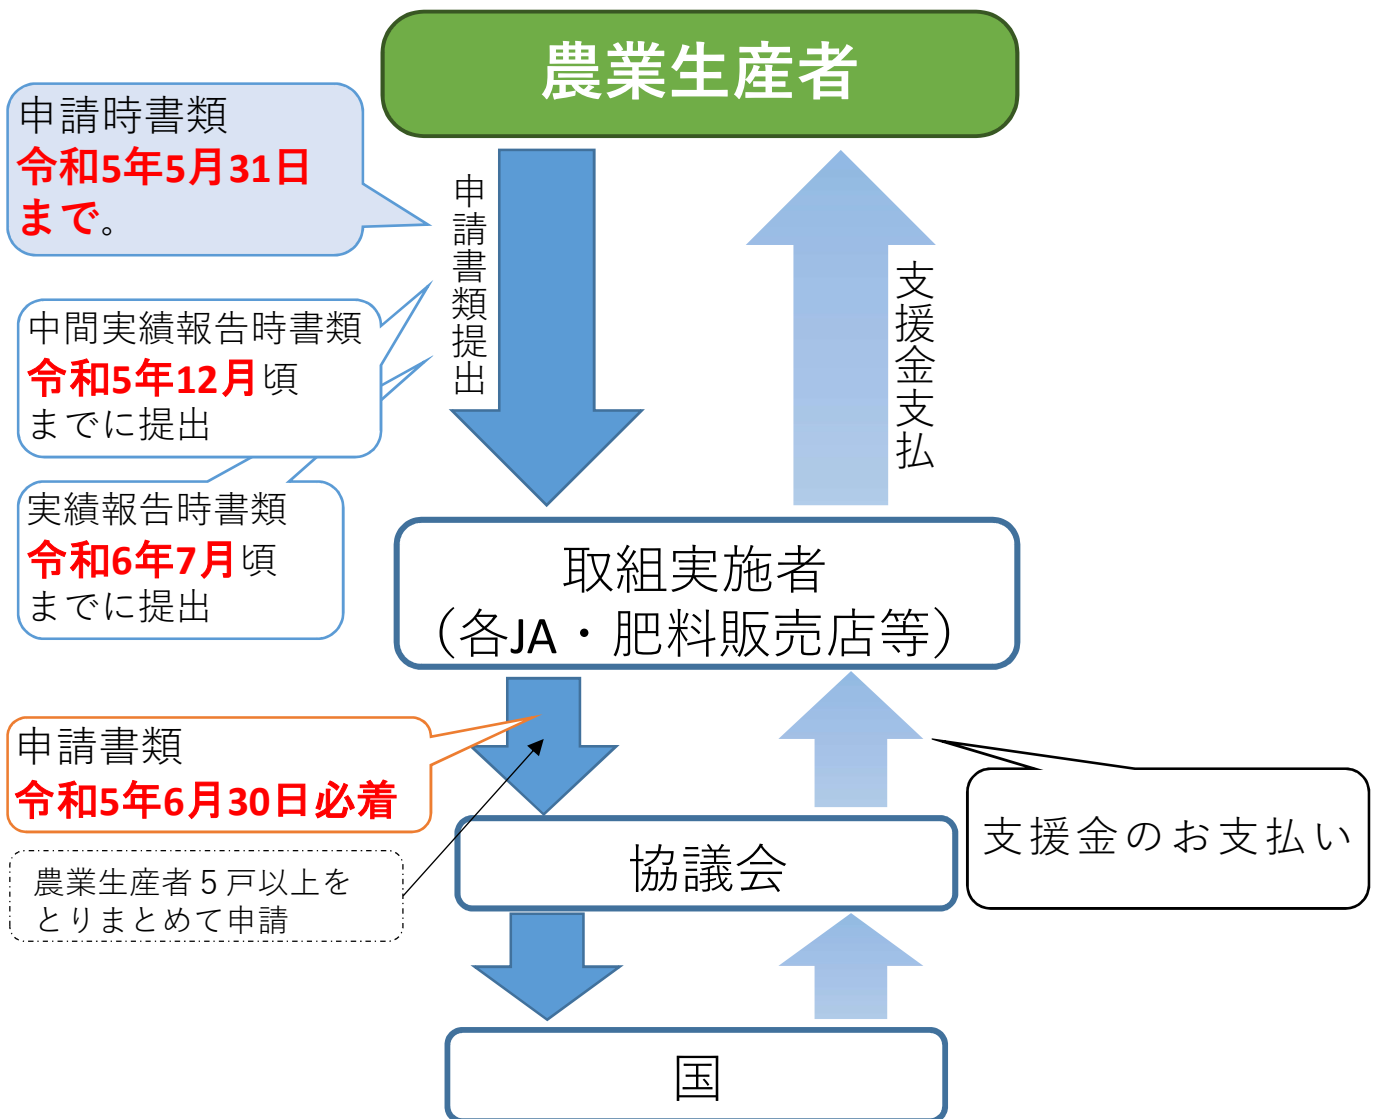 農業生産者
申請時書類
令和5年5月31日
まで。
申請書類提出
支援金支払
中間実績報告時書類
令和5年12月頃
までに提出
実績報告時書類
令和6年7月頃
までに提出
取組実施者
（各JA・肥料販売店等）
申請書類
令和5年6月30日必着
支援金のお支払い
農業生産者５戸以上を
とりまとめて申請
協議会
国